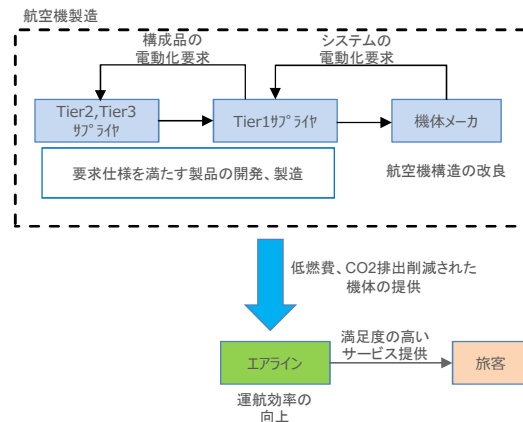 航空機製造
構成品の
電動化要求
システムの
電動化要求
Tier2,Tier3
ｻﾌﾟﾗｲﾔ
Tier1ｻﾌﾟﾗｲﾔ
機体メーカ
要求仕様を満たす製品の開発、製造
航空機構造の改良
低燃費、CO2排出削減された
機体の提供
エアライン
満足度の高い
サービス提供
旅客
運航効率の
向上